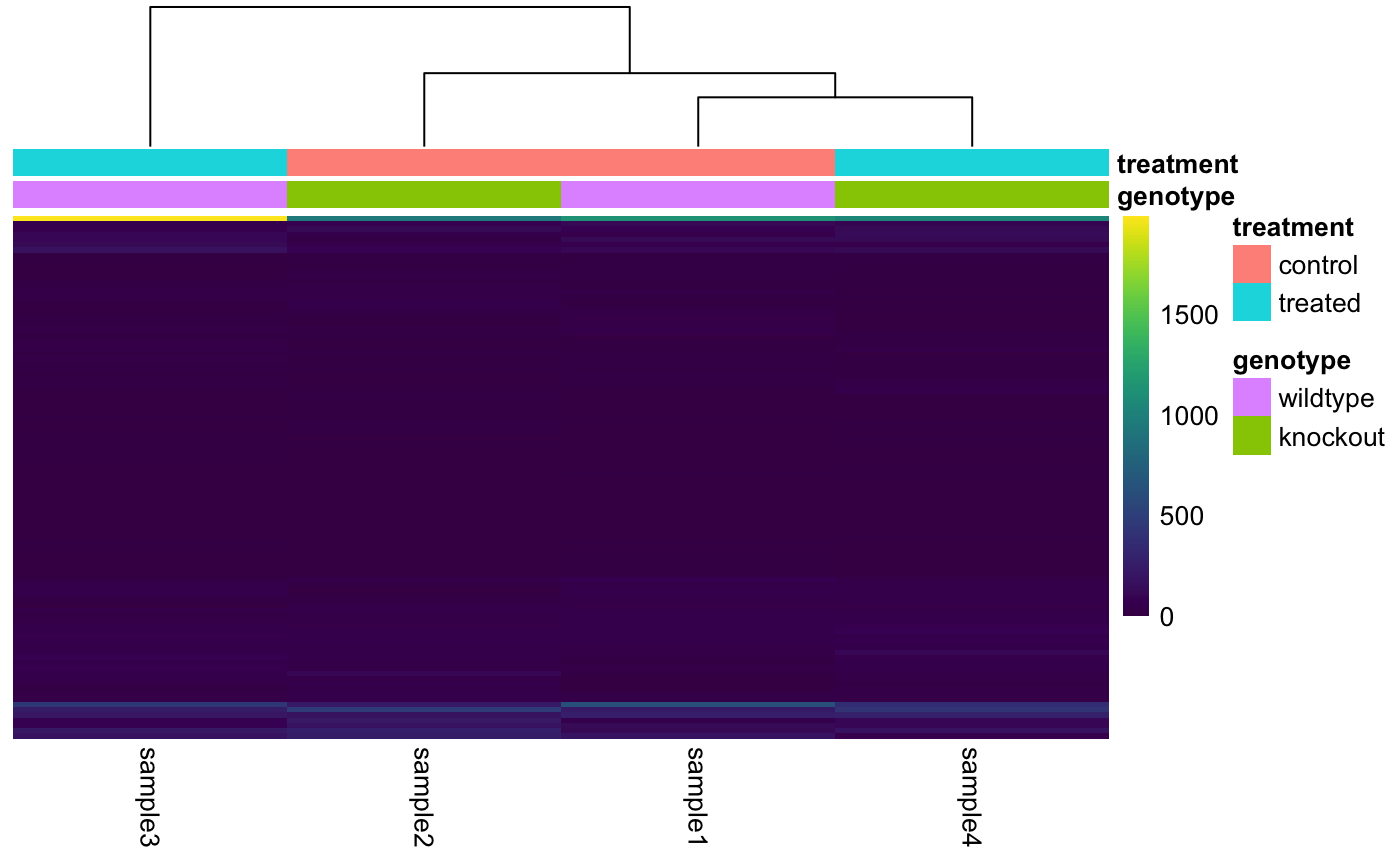 treatment
genotype
1500
1000
500
0
treatment
control
treated
genotype
wildtype
knockout
sample3
sample2
sample1
sample4